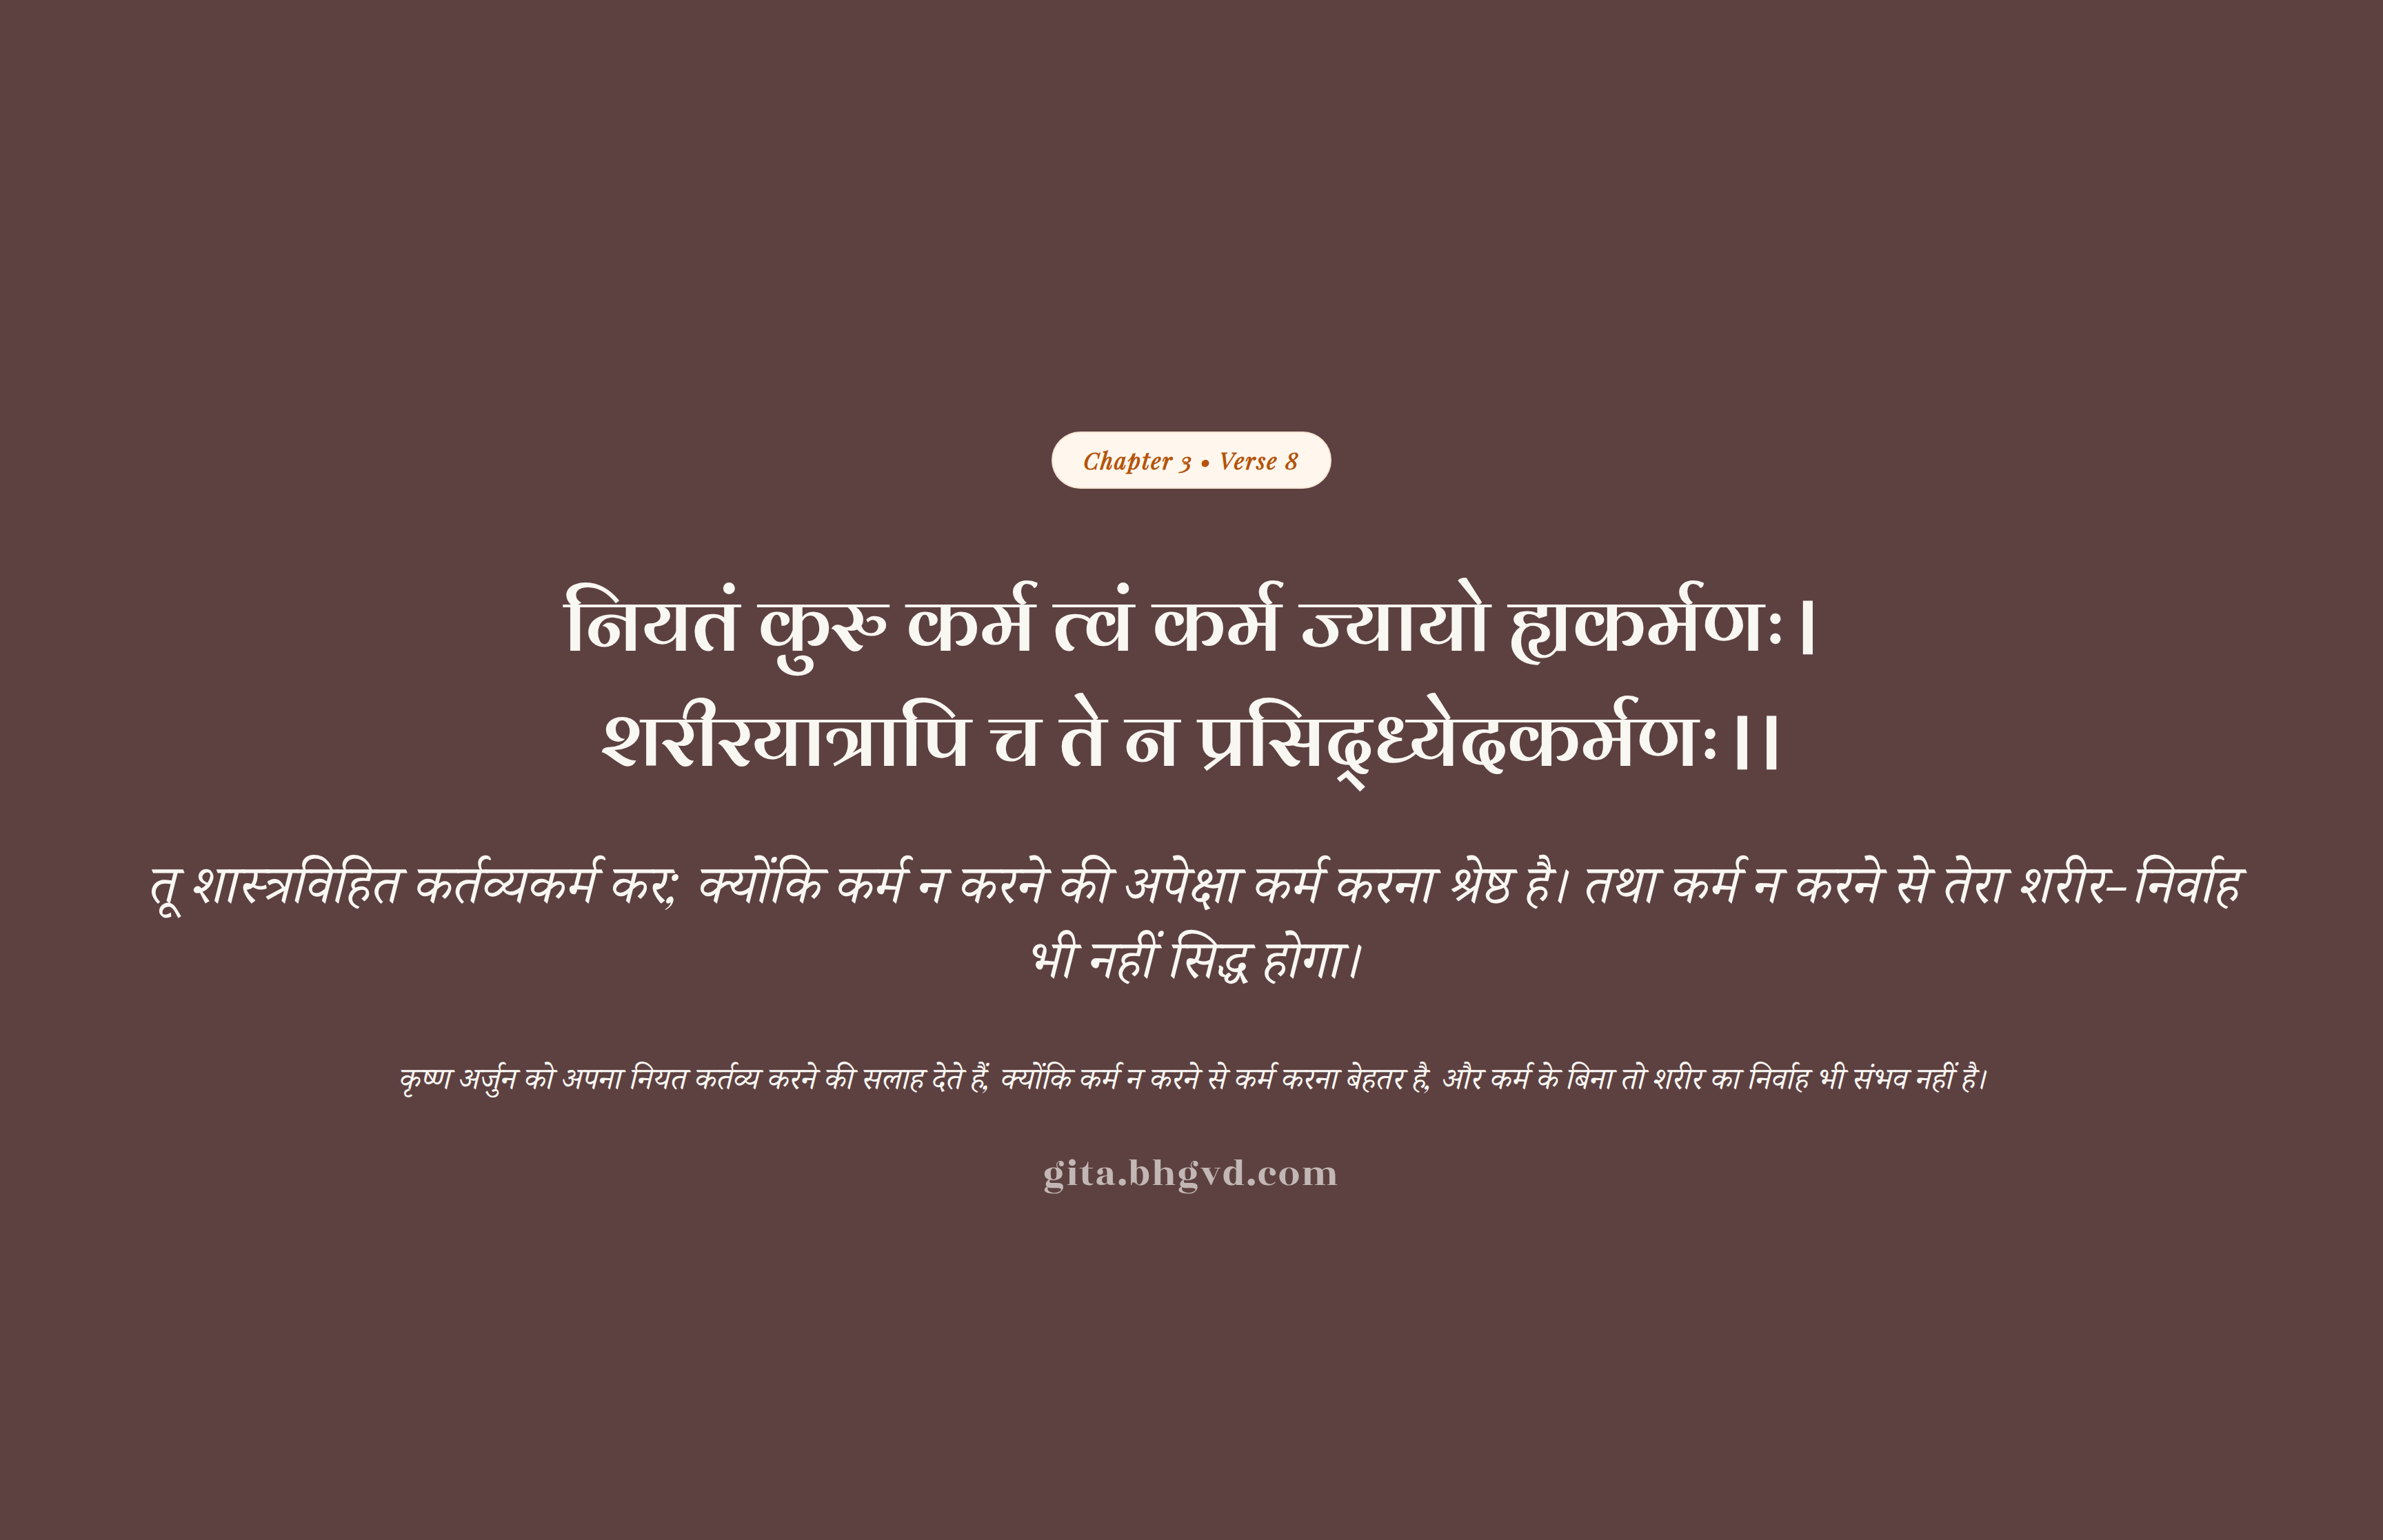 Chapter 3 • Verse 8
नियतं कुरु कर्म त्वं कर्म ज्यायो ह्यकर्मणः।
शरीरयात्रापि च ते न प्रसिद्ध्येदकर्मणः।।
तू शास्त्रविहित कर्तव्यकर्म कर; क्योंकि कर्म न करने की अपेक्षा कर्म करना श्रेष्ठ है। तथा कर्म न करने से तेरा शरीर-निर्वाह
भी नहीं सिद्ध होगा।
कृष्ण अर्जुन को अपना नियत कर्तव्य करने की सलाह देते हैं, क्योंकि कर्म न करने से कर्म करना बेहतर है, और कर्म के बिना तो शरीर का निर्वाह भी संभव नहीं है।
gita.bhgvd.com